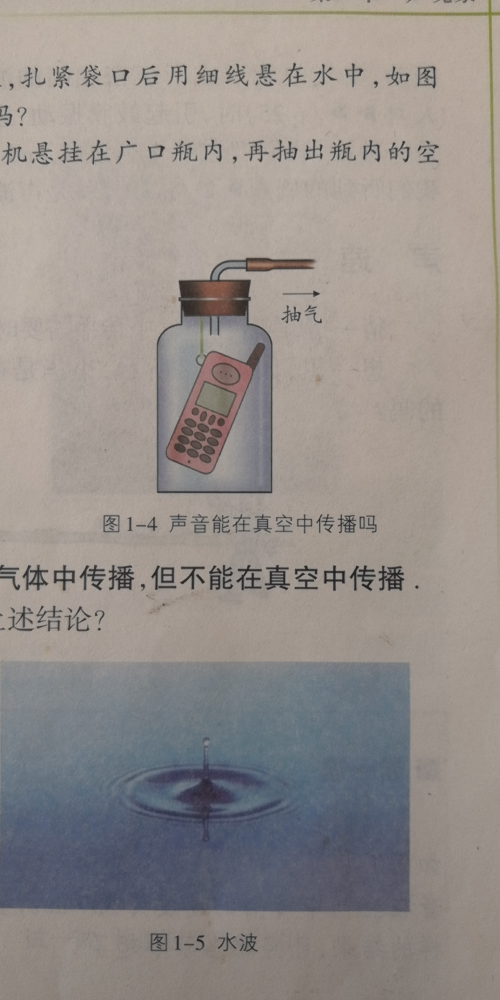 ,扎紧袋口后用细线悬在水中,如图
吗?
机悬挂在广口瓶内,再抽出瓶内的空
抽气
图1-4 声音能在真空中传播吗
气体中传播,但不能在真空中传播.
述结论?
图1-5 水波